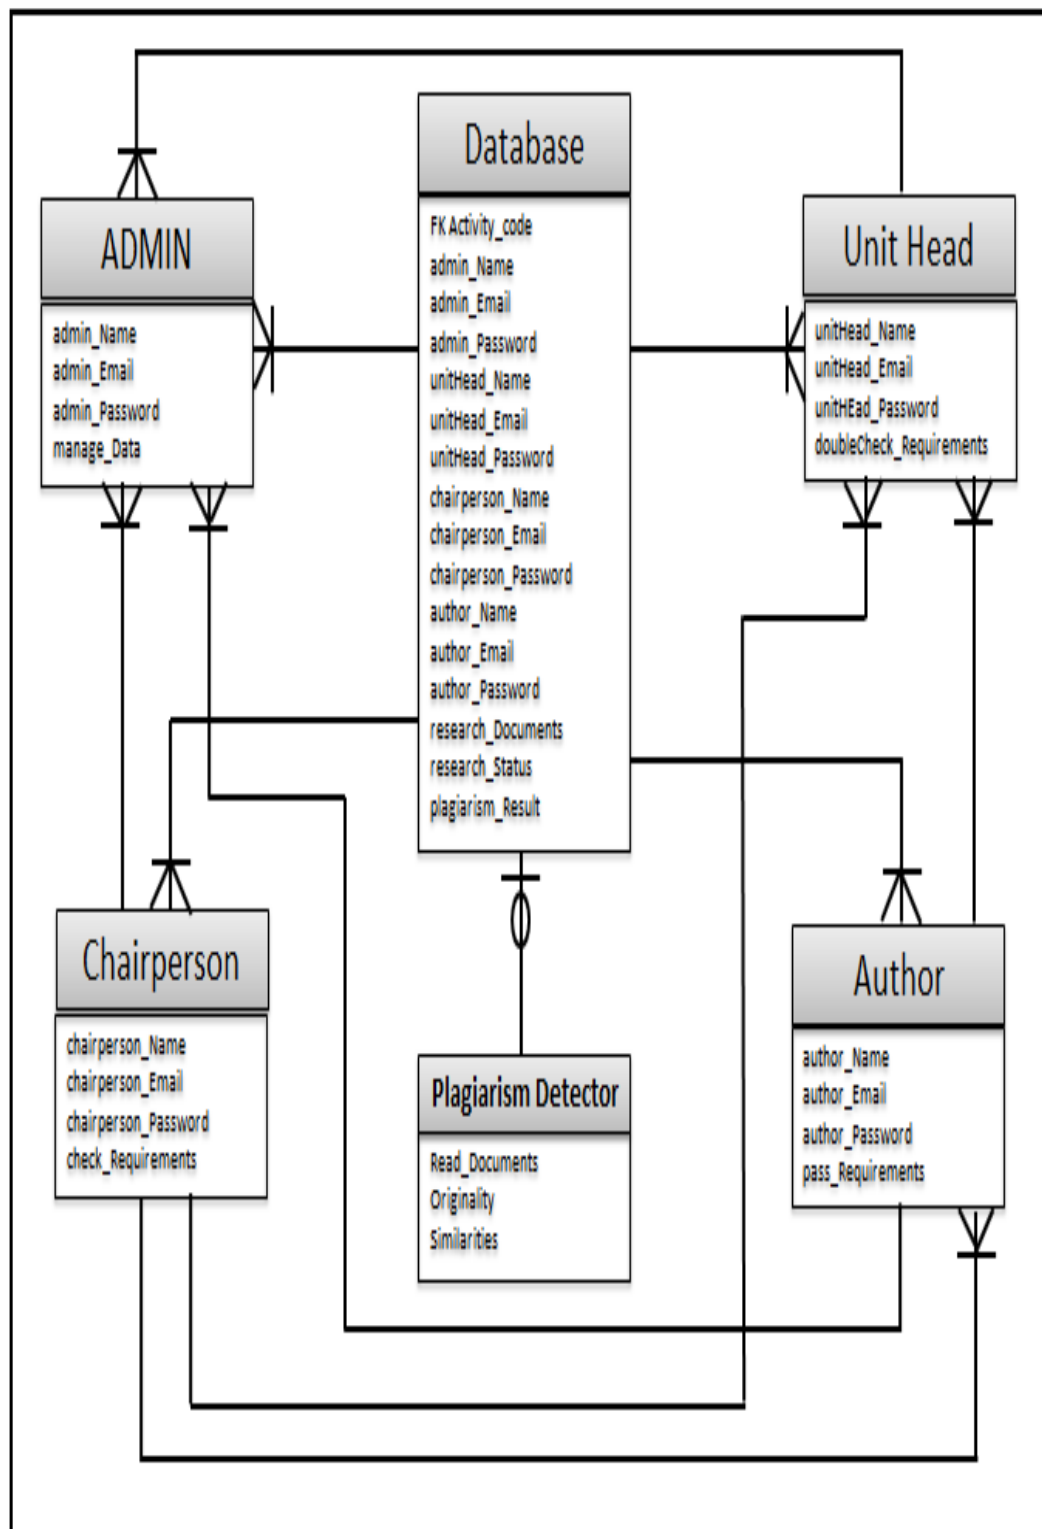 Database
FK Activity_code
admin_Name
admin_Email
admin_Password
unitHead_Name
unitHead_Email
unitHead_Password
chairperson_Name
chairperson_Email
chairperson_Password
author_Name
author_Email
author_Password
research_Documents
research_Status
plagiarism_Result
ADMIN
admin_Name
admin_Email
admin_Password
manage_Data
Unit Head
unitHead_Name
unitHead_Email
unitHEad_Password
doubleCheck_Requirements
Chairperson
chairperson_Name
chairperson_Email
chairperson_Password
check_Requirements
Plagiarism Detector
Read_Documents
Originality
Similarities
Author
author_Name
author_Email
author_Password
pass_Requirements